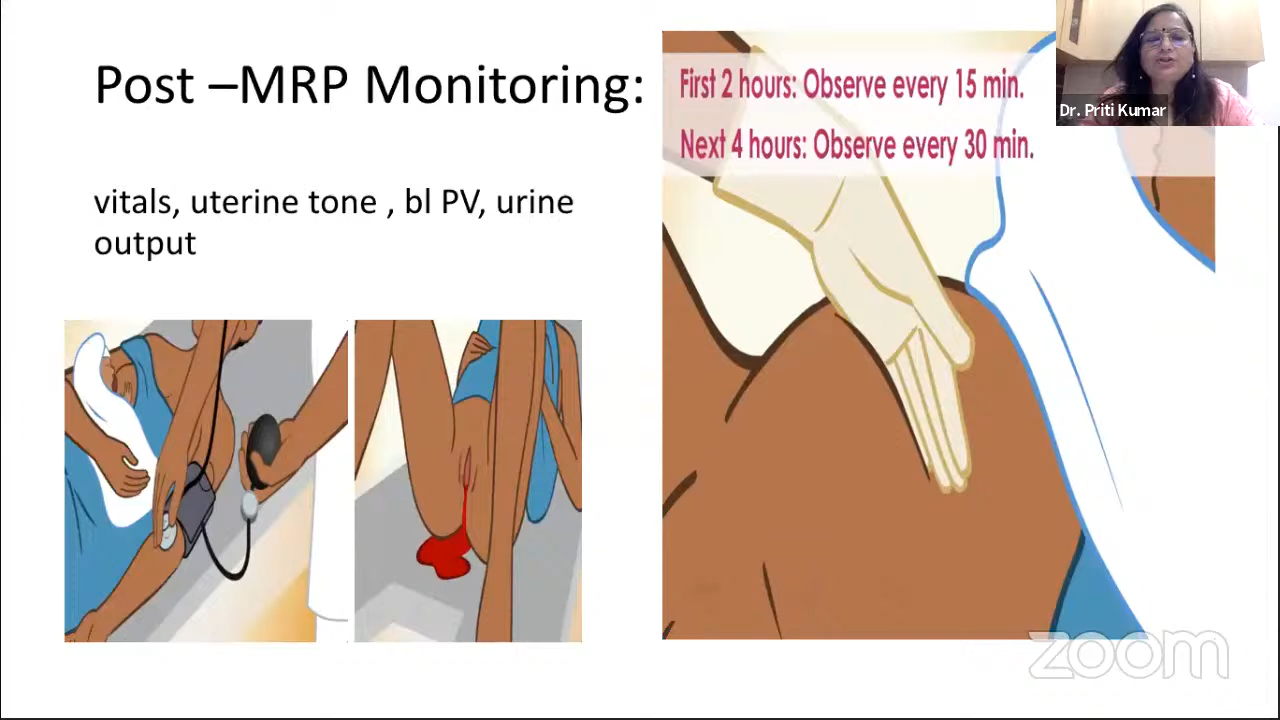 Post –MRP Monitoring:
First 2 hours: Observe every 15 min.
Next 4 hours: Observe every 30 min.
Dr. Priti Kumar
vitals, uterine tone , bl PV, urine
output
zoom